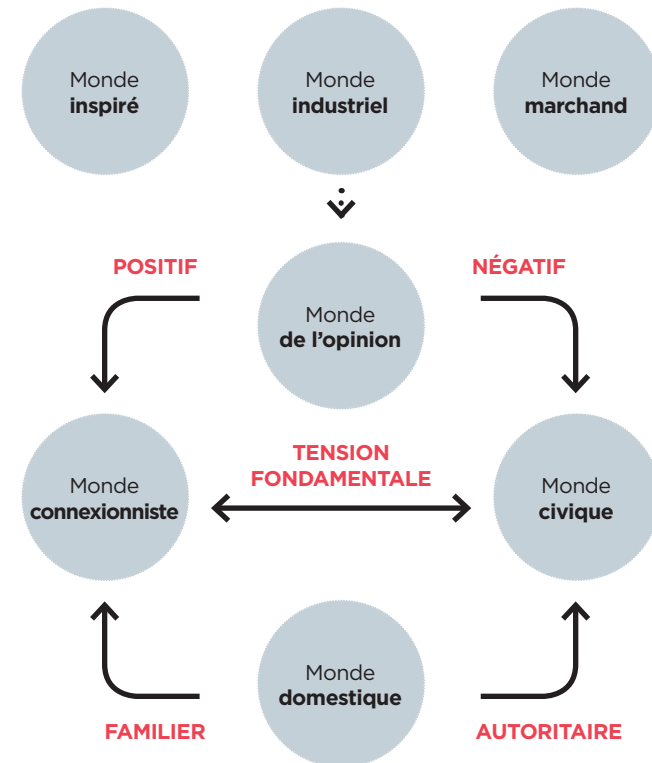 Monde
inspiré
Monde
industriel
Monde
marchand
POSITIF
NÉGATIF
Monde
de l’opinion
TENSION
FONDAMENTALE
Monde
connexionniste
Monde
civique
Monde
domestique
FAMILIER
AUTORITAIRE